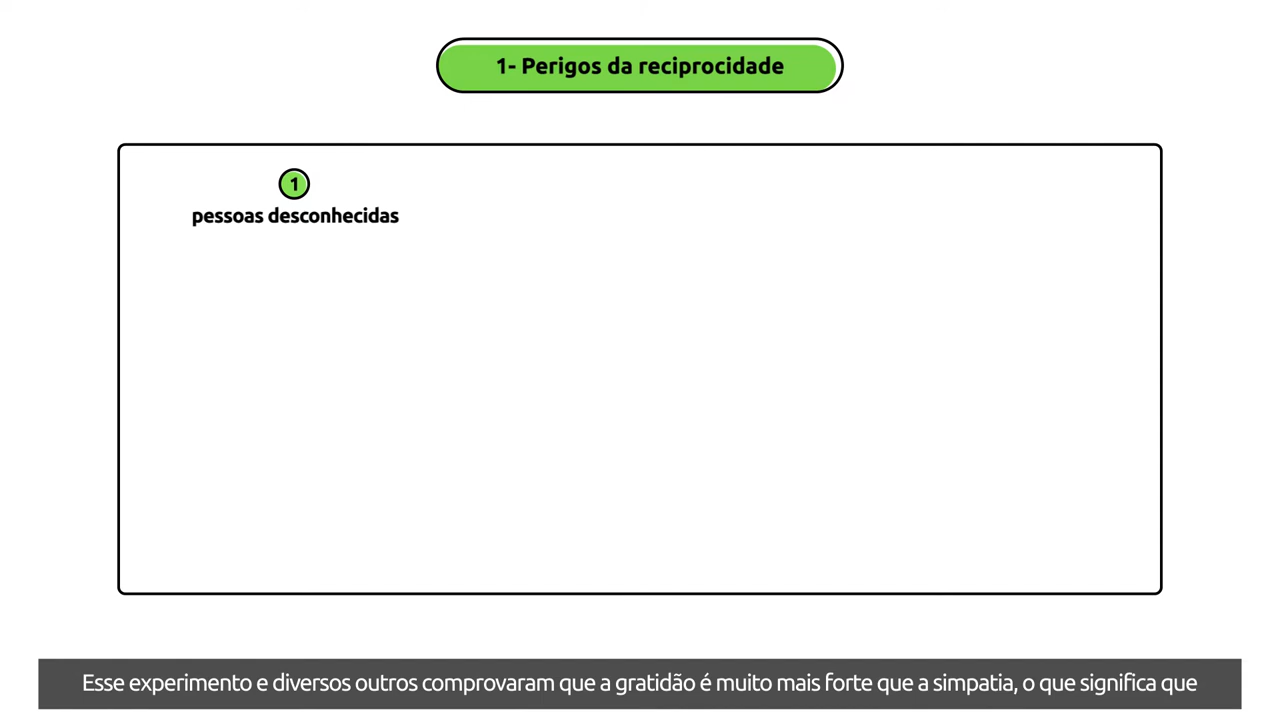 1- Perigos da reciprocidade
1
pessoas desconhecidas
Esse experimento e diversos outros comprovaram que a gratidão é muito mais forte que a simpatia, o que significa que